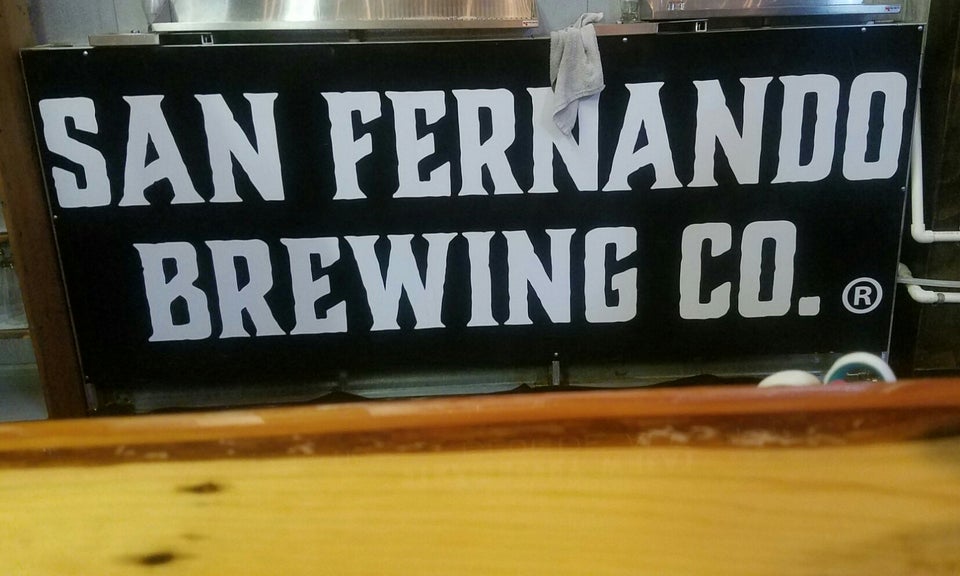 SAN FERNANDO
BREWING CO.®